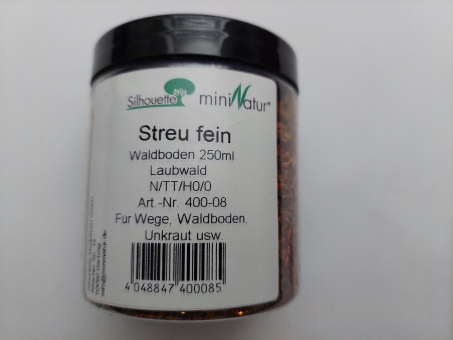 Silhouette miniNatur
Streu fein
Waldboden 250ml
Laubwald
N/TT/H0/0
Art.-Nr. 400-08
Für Wege, Waldboden,
Unkraut usw.
4 048847 400085